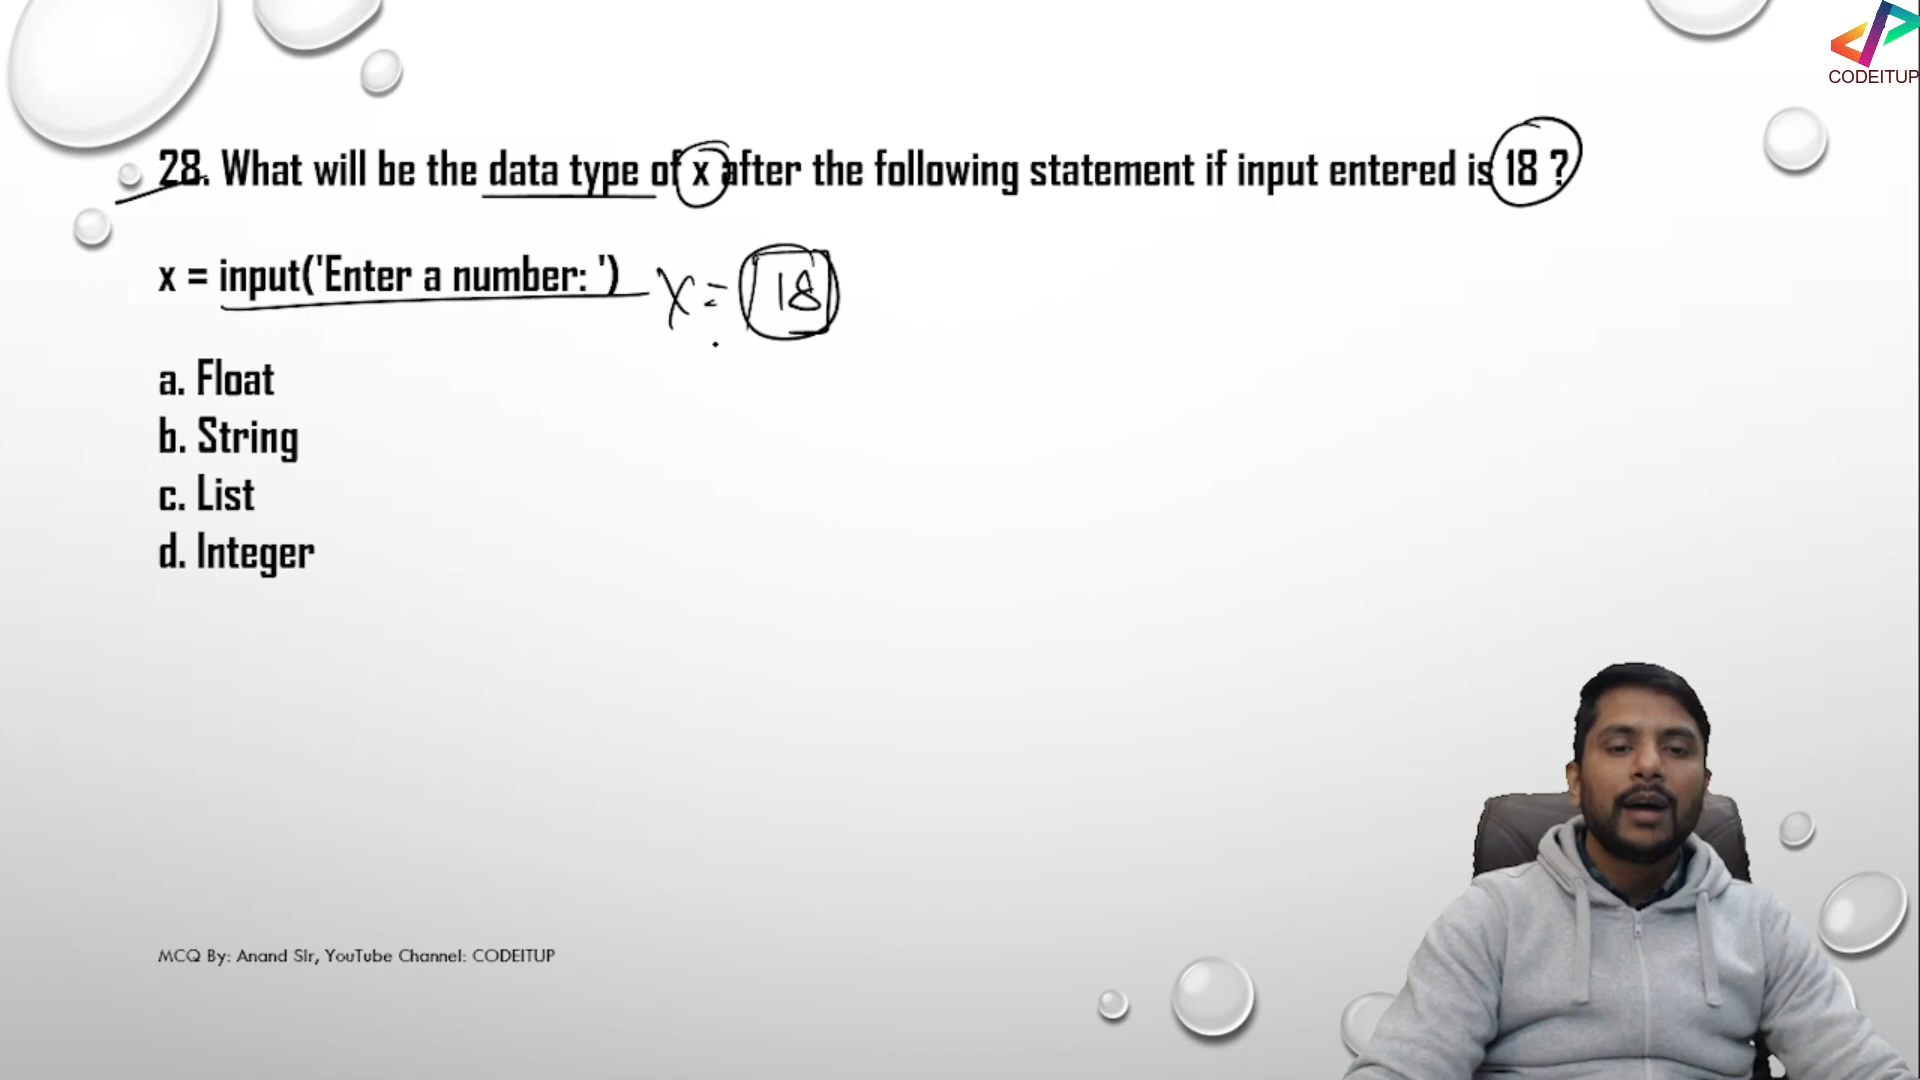 CODEITUP
28. What will be the data type of x after the following statement if input entered is 18 ?
x = input('Enter a number: ') x = 18
a. Float
b. String
c. List
d. Integer
MCQ By: Anand SIr, YouTube Channel: CODEITUP